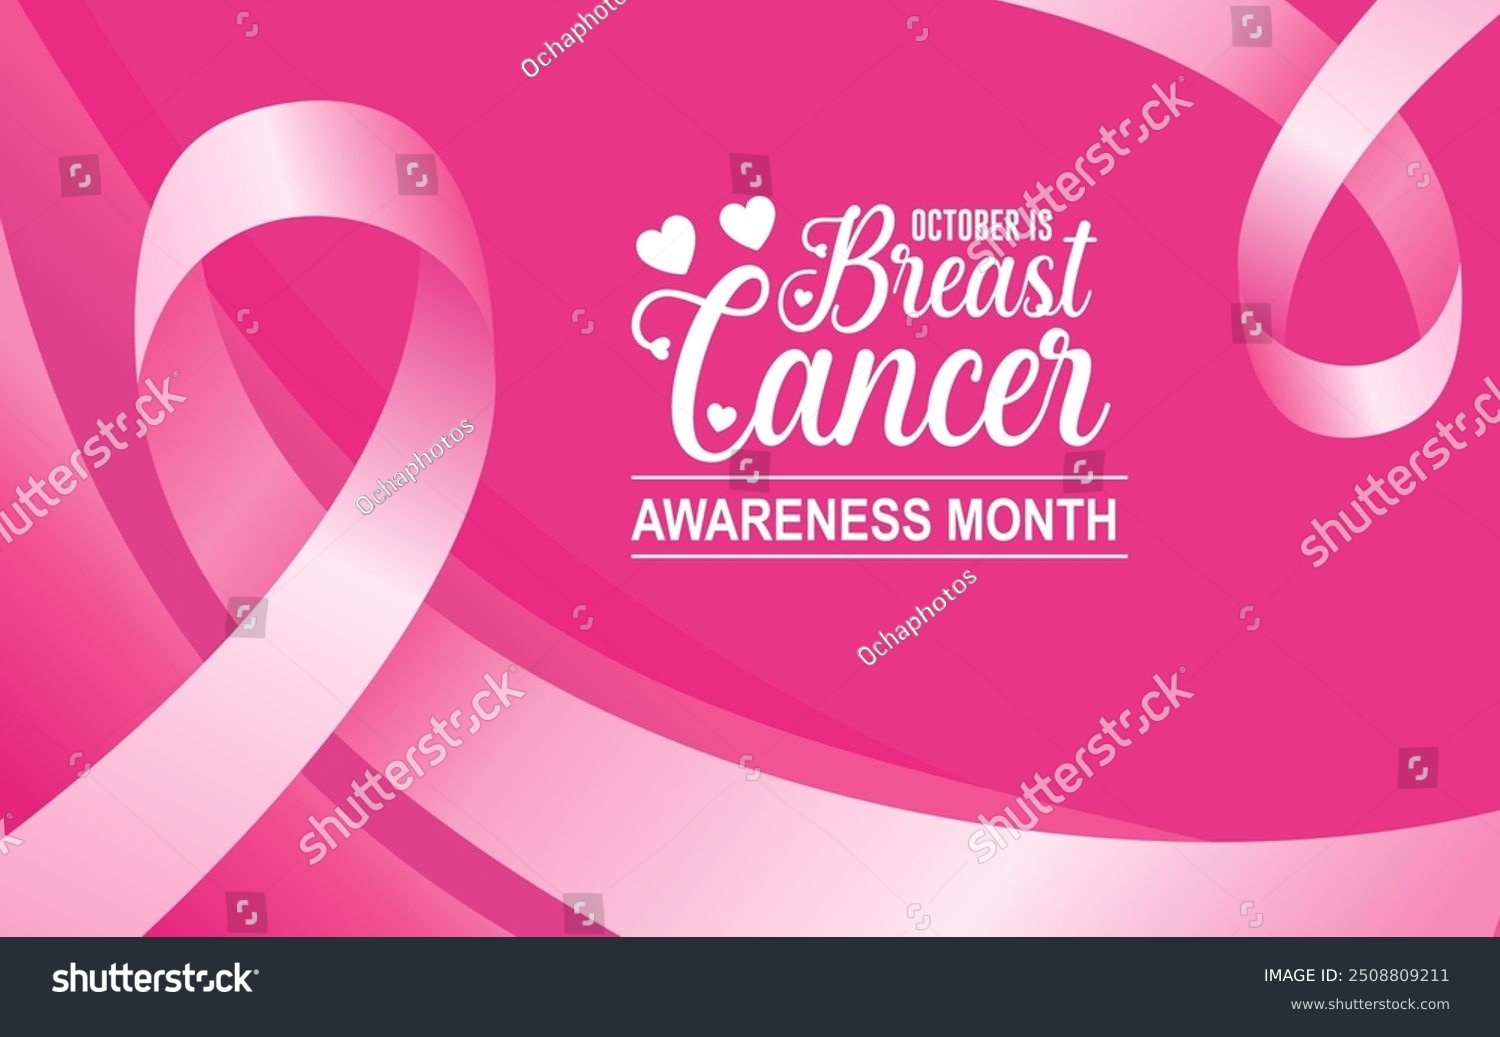 Ochaphotos
shutterstock
OCTOBER IS
Breast
Cancer
AWARENESS MONTH
shutterstock
Ochaphotos
shutterstock
Ochaphotos
shutterstock
shutterstock
shutterstock
IMAGE ID: 2508809211
www.shutterstock.com